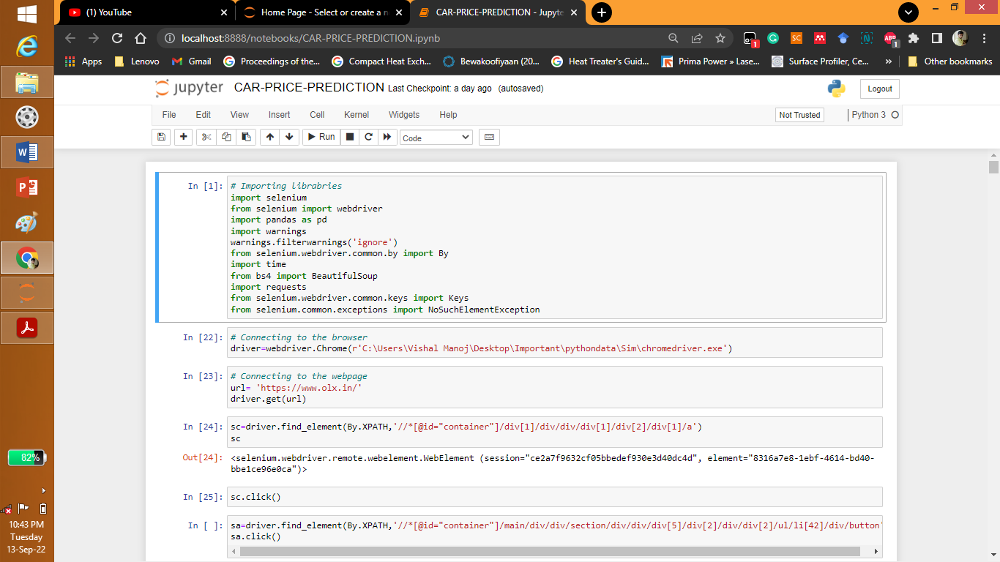 (1) YouTube
Home Page - Select or create a n
CAR-PRICE-PREDICTION - Jupyte
localhost:8888/notebooks/CAR-PRICE-PREDICTION.ipynb
Apps Lenovo Gmail Proceedings of the... Compact Heat Exch... Bewakoofiyaan (20... Heat Treater's Guid... Prima Power » Lase... Surface Profiler, Ce... » Other bookmarks
jupyter CAR-PRICE-PREDICTION Last Checkpoint: a day ago (autosaved)
Logout
File Edit View Insert Cell Kernel Widgets Help
Not Trusted
Python 3
Run
Code
In [1]:
# Importing librabries
import selenium
from selenium import webdriver
import pandas as pd
import warnings
warnings.filterwarnings('ignore')
from selenium.webdriver.common.by import By
import time
from bs4 import BeautifulSoup
import requests
from selenium.webdriver.common.keys import Keys
from selenium.common.exceptions import NoSuchElementException
In [22]:
# Connecting to the browser
driver=webdriver.Chrome(r'C:\Users\Vishal Manoj\Desktop\Important\pythondata\Sim\chromedriver.exe')
In [23]:
# Connecting to the webpage
url= 'https://www.olx.in/'
driver.get(url)
In [24]:
sc=driver.find_element(By.XPATH,'//*[@id="container"]/div[1]/div/div/div[1]/div[2]/div[1]/a')
sc
Out[24]:
<selenium.webdriver.remote.webelement.WebElement (session="ce2a7f9632cf05bbedef930e3d40dc4d", element="8316a7e8-1ebf-4614-bd40-
bbe1ce96e0ca")>
In [25]:
sc.click()
In [ ]:
sa=driver.find_element(By.XPATH,'//*[@id="container"]/main/div/div/section/div/div/div[5]/div[2]/div/div[2]/ul/li[42]/div/button'
sa.click()
82%
10:43 PM
Tuesday
13-Sep-22